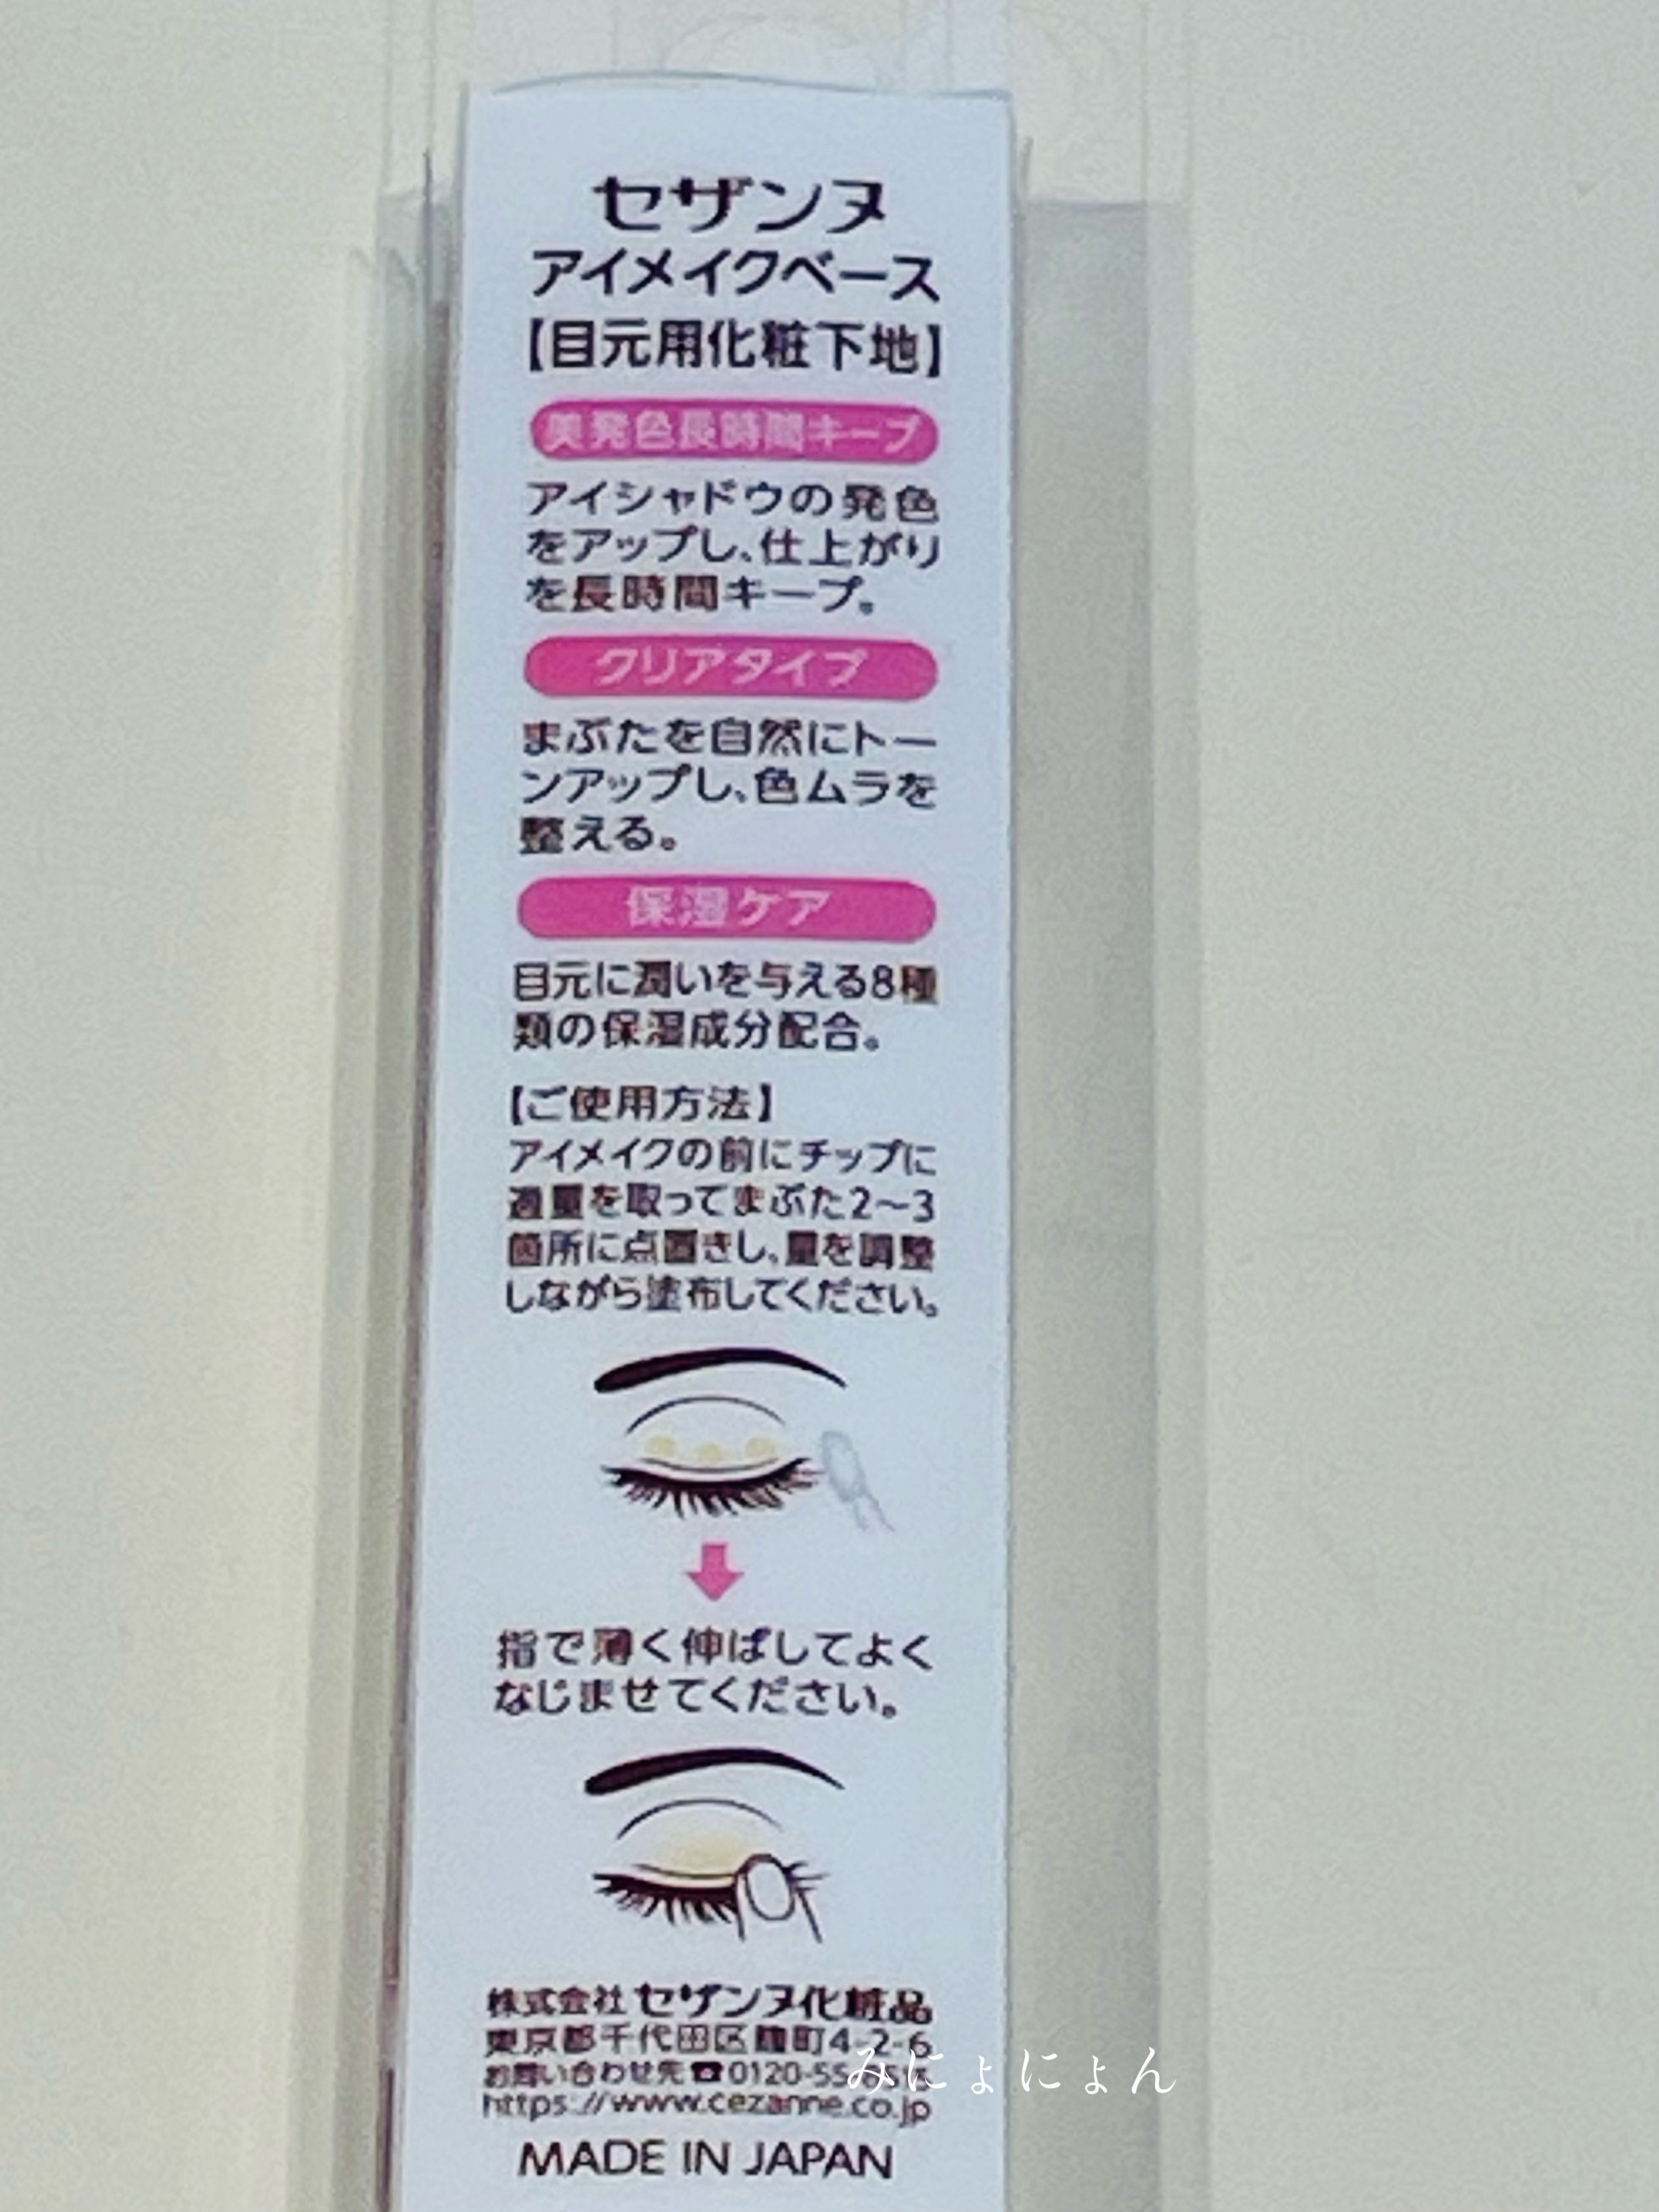 セザンヌ
アイメイクベース
【目元用化粧下地】
美発色長時間キープ
アイシャドウの発色
をアップし、仕上がり
を長時間キープ。
クリアタイプ
まぶたを自然にトー
ンアップし、色ムラを
整える。
保湿ケア
目元に潤いを与える8種
類の保湿成分配合。
【ご使用方法】
アイメイクの前にチップに
適量を取ってまぶた2〜3
箇所に点置きし、量を調整
しながら塗布してください。
指で薄く伸ばしてよく
なじませてください。
株式会社 セザンヌ化粧品
東京都千代田区麹町4-2-6
お問い合わせ先☎0120-55-
みにょにょん
https://www.cezanne.co.jp
MADE IN JAPAN